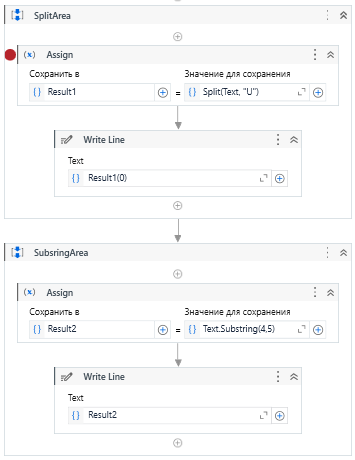 SplitArea
Assign
Сохранить в
Значение для сохранения
Result1
=
Split(Text, "U")
Write Line
Text
Result1(0)
SubsringArea
Assign
Сохранить в
Значение для сохранения
Result2
=
Text.Substring(4,5)
Write Line
Text
Result2